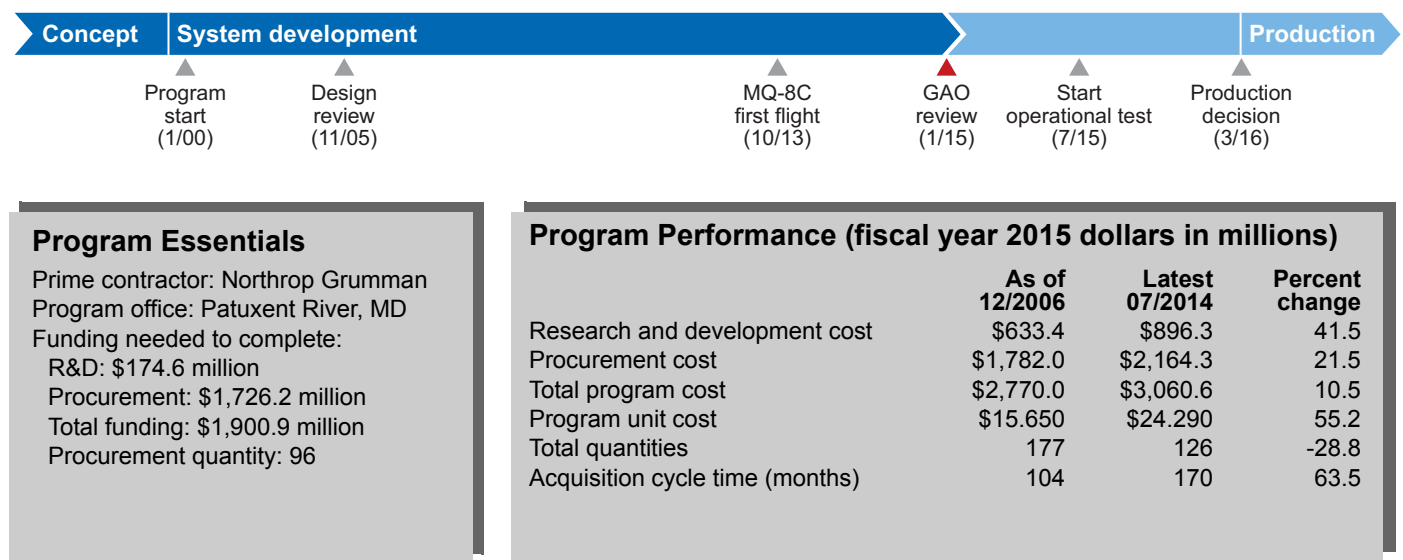 Concept System development Production
Program start (1/00)
Design review (11/05)
MQ-8C first flight (10/13)
GAO review (1/15)
Start operational test (7/15)
Production decision (3/16)
Program Essentials
Prime contractor: Northrop Grumman
Program office: Patuxent River, MD
Funding needed to complete:
R&D: $174.6 million
Procurement: $1,726.2 million
Total funding: $1,900.9 million
Procurement quantity: 96
Program Performance (fiscal year 2015 dollars in millions)
As of 12/2006 Latest 07/2014 Percent change
Research and development cost $633.4 $896.3 41.5
Procurement cost $1,782.0 $2,164.3 21.5
Total program cost $2,770.0 $3,060.6 10.5
Program unit cost $15.650 $24.290 55.2
Total quantities 177 126 -28.8
Acquisition cycle time (months) 104 170 63.5